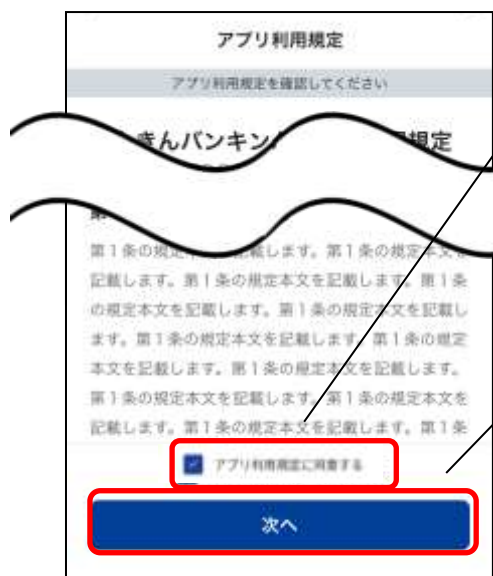 アプリ利用規定
アプリ利用規定を確認してください
きんバンキン
規定
第1条の規定
記載します。第1条の規定本文を
記載します。第1条の規定本文を記載します。第1条
の規定本文を記載します。第1条の規定本文を記載し
ます。第1条の規定本文を記載します。第1条の規定
本文を記載します。第1条の規定本文を記載します。
第1条の規定本文を記載します。第1条の規定本文を
記載します。第1条の規定本文を記載します。第1条
アプリ利用規定に同意する
次へ